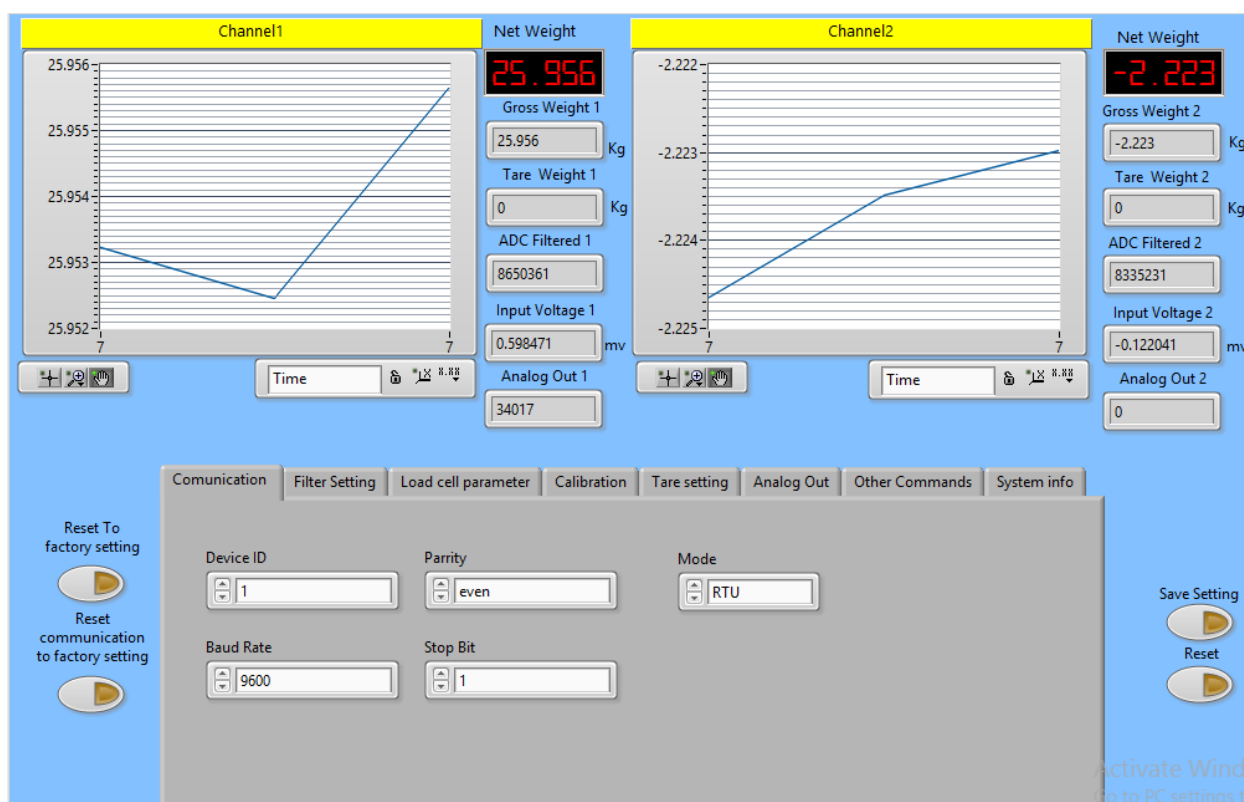 Channel1
Net Weight
25.956
25.956
25.955
25.954
25.953
25.952
7
7
Time
Gross Weight 1
25.956
Kg
Tare Weight 1
0
Kg
ADC Filtered 1
8650361
Input Voltage 1
0.598471
mv
Analog Out 1
34017
Channel2
Net Weight
-2.223
-2.222
-2.223
-2.224
-2.225
7
7
Time
Gross Weight 2
-2.223
Kg
Tare Weight 2
0
Kg
ADC Filtered 2
8335231
Input Voltage 2
-0.122041
mv
Analog Out 2
0
Comunication
Filter Setting
Load cell parameter
Calibration
Tare setting
Analog Out
Other Commands
System info
Reset To
factory setting
Reset
communication
to factory setting
Device ID
1
Parrity
even
Mode
RTU
Baud Rate
9600
Stop Bit
1
Save Setting
Reset
Activate Wind
Go to PC settings t